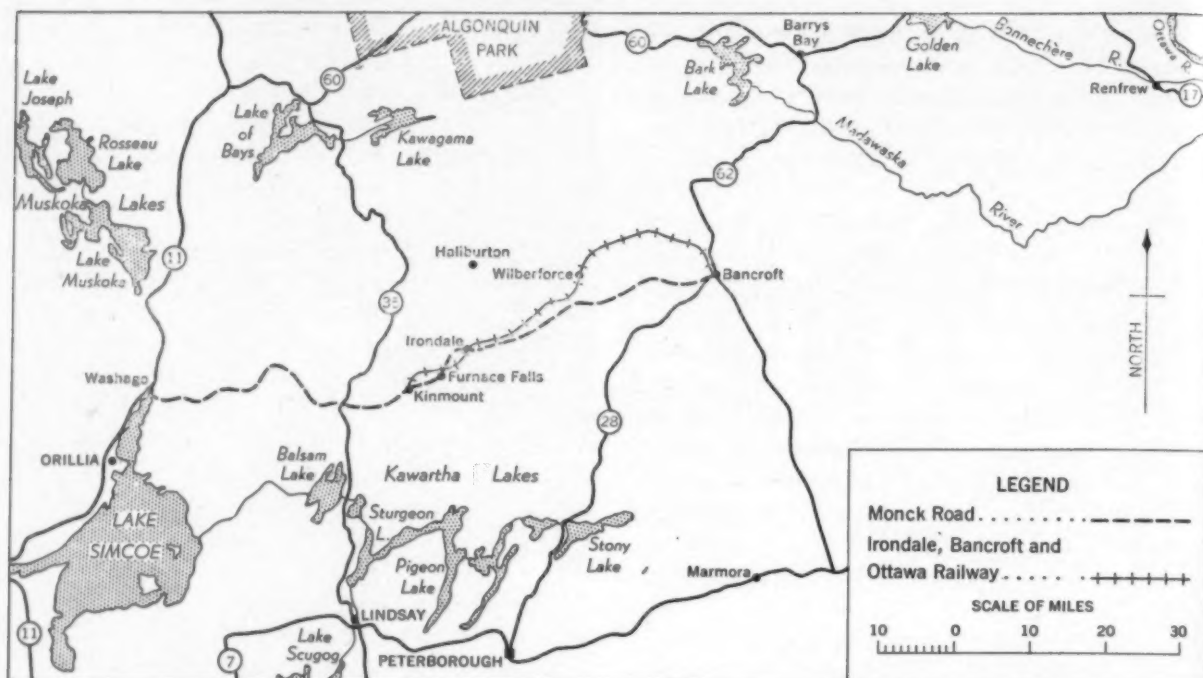 ALGONQUIN
PARK
60
60
Barrys
Bay
Golden
Lake
Bonnechère
R.
Ottawa
R.
Renfrew
17
Lake
Joseph
Rosseau
Lake
Lake
of
Bays
Kawagama
Lake
Bark
Lake
Madawaska
River
62
Muskoka Lakes
Lake
Muskoka
11
35
Haliburton
Wilberforce
Bancroft
NORTH
Irondale
Furnace Falls
Kinmount
Washago
28
ORILLIA
Balsam
Lake
Kawartha Lakes
LAKE
SIMCOE
Sturgeon
L.
Pigeon
Lake
Stony
Lake
Marmora
LINDSAY
11
7
Lake
Scugog
PETERBOROUGH
LEGEND
Monck Road
Irondale, Bancroft and
Ottawa Railway
SCALE OF MILES
10 0 10 20 30